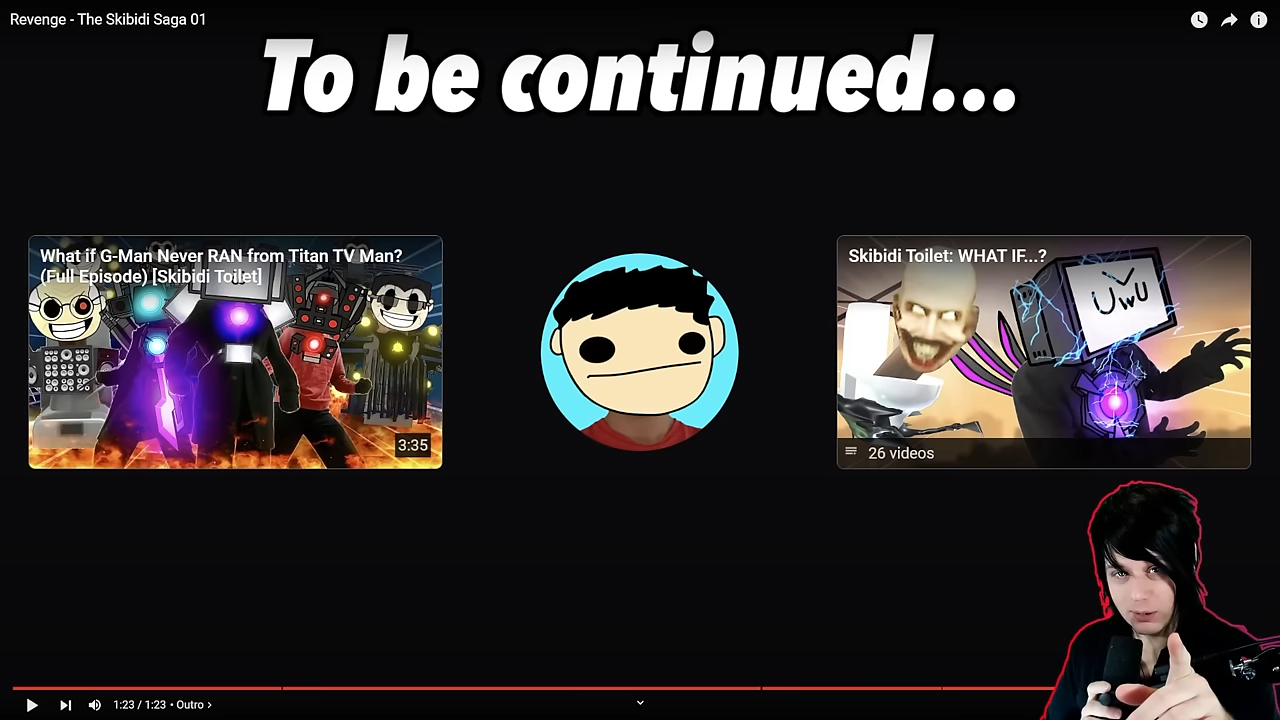 Revenge - The Skibidi Saga 01
To be continued...
What if G-Man Never RAN from Titan TV Man?
(Full Episode) [Skibidi Toilet]
3:35
Skibidi Toilet: WHAT IF...?
UwU
26 videos
1:23 / 1:23 • Outro ›